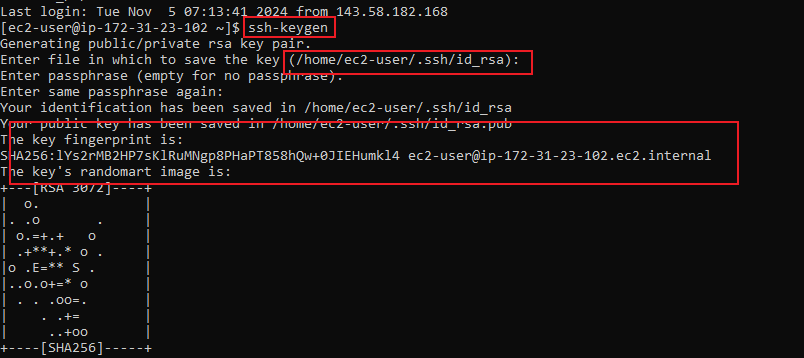 Last login: Tue Nov  5 07:13:41 2024 from 143.58.182.168
[ec2-user@ip-172-31-23-102 ~]$ ssh-keygen
Generating public/private rsa key pair.
Enter file in which to save the key (/home/ec2-user/.ssh/id_rsa):
Enter passphrase (empty for no passphrase):
Enter same passphrase again:
Your identification has been saved in /home/ec2-user/.ssh/id_rsa
Your public key has been saved in /home/ec2-user/.ssh/id_rsa.pub
The key fingerprint is:
SHA256:lYs2rMB2HP7sKlRuMNgp8PHaPT858hQw+0JIEHumkl4 ec2-user@ip-172-31-23-102.ec2.internal
The key's randomart image is:
+---[RSA 3072]----+
|  o.             |
|. .o       .     |
| o.=+.+   o      |
| .+**+.* o .     |
|o .E=** S .      |
|..o.o+=* o       |
| . . .oo=.       |
|    . .+=        |
|     ..+oo       |
+----[SHA256]-----+